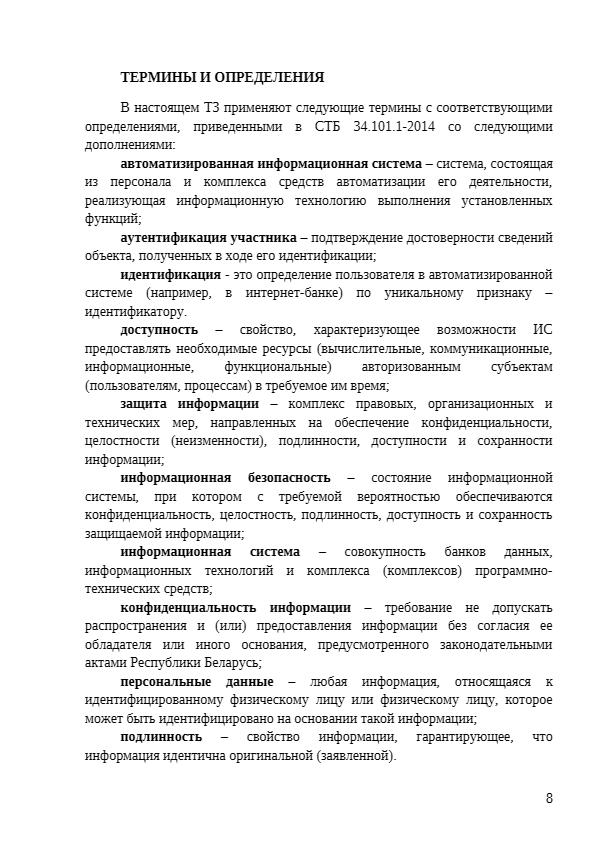 ТЕРМИНЫ И ОПРЕДЕЛЕНИЯ
В настоящем ТЗ применяют следующие термины с соответствующими
определениями, приведенными в СТБ 34.101.1-2014 со следующими
дополнениями:
автоматизированная информационная система – система, состоящая
из персонала и комплекса средств автоматизации его деятельности,
реализующая информационную технологию выполнения установленных
функций;
аутентификация участника – подтверждение достоверности сведений
объекта, полученных в ходе его идентификации;
идентификация - это определение пользователя в автоматизированной
системе (например, в интернет-банке) по уникальному признаку –
идентификатору.
доступность – свойство, характеризующее возможности ИС
предоставлять необходимые ресурсы (вычислительные, коммуникационные,
информационные, функциональные) авторизованным субъектам
(пользователям, процессам) в требуемое им время;
защита информации – комплекс правовых, организационных и
технических мер, направленных на обеспечение конфиденциальности,
целостности (неизменности), подлинности, доступности и сохранности
информации;
информационная безопасность – состояние информационной
системы, при котором с требуемой вероятностью обеспечиваются
конфиденциальность, целостность, подлинность, доступность и сохранность
защищаемой информации;
информационная система – совокупность банков данных,
информационных технологий и комплекса (комплексов) программно-
технических средств;
конфиденциальность информации – требование не допускать
распространения и (или) предоставления информации без согласия ее
обладателя или иного основания, предусмотренного законодательными
актами Республики Беларусь;
персональные данные – любая информация, относящаяся к
идентифицированному физическому лицу или физическому лицу, которое
может быть идентифицировано на основании такой информации;
подлинность – свойство информации, гарантирующее, что
информация идентична оригинальной (заявленной).
8